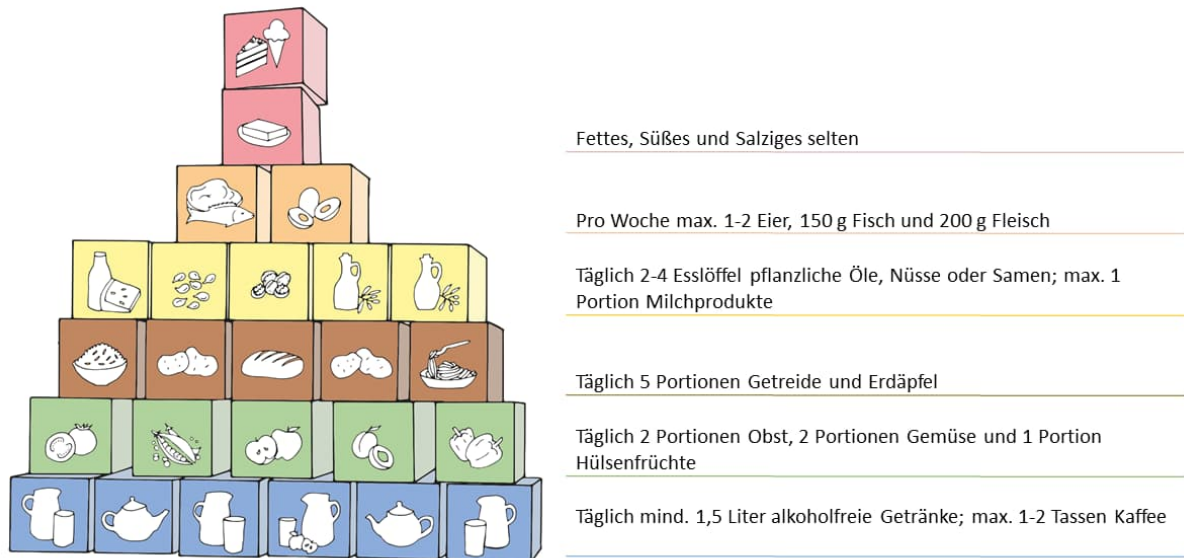 Fettes, Süßes und Salziges selten
Pro Woche max. 1-2 Eier, 150 g Fisch und 200 g Fleisch
Täglich 2-4 Esslöffel pflanzliche Öle, Nüsse oder Samen; max. 1
Portion Milchprodukte
Täglich 5 Portionen Getreide und Erdäpfel
Täglich 2 Portionen Obst, 2 Portionen Gemüse und 1 Portion
Hülsenfrüchte
Täglich mind. 1,5 Liter alkoholfreie Getränke; max. 1-2 Tassen Kaffee